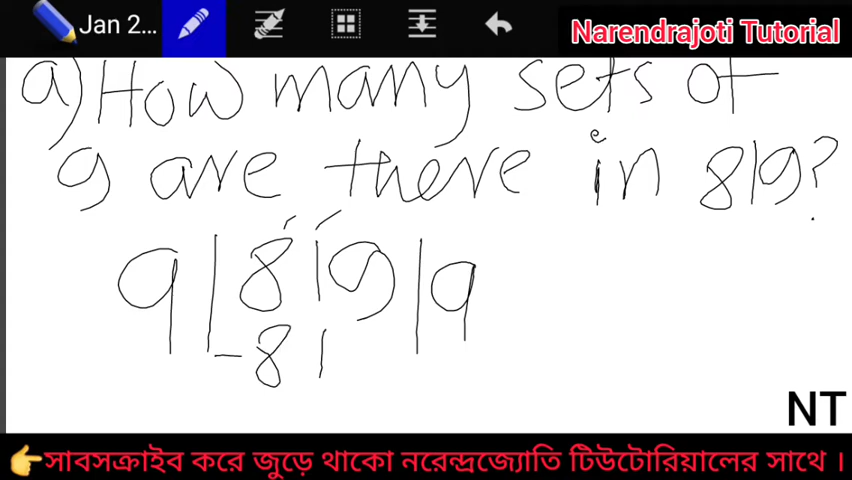 Jan 2...
Narendrajoti Tutorial
a) How many sets of
9 are there in 819?
9|819|9
-81
NT
👉সাবসক্রাইব করে জুড়ে থাকো নরেন্দ্রজ্যোতি টিউটোরিয়ালের সাথে ।